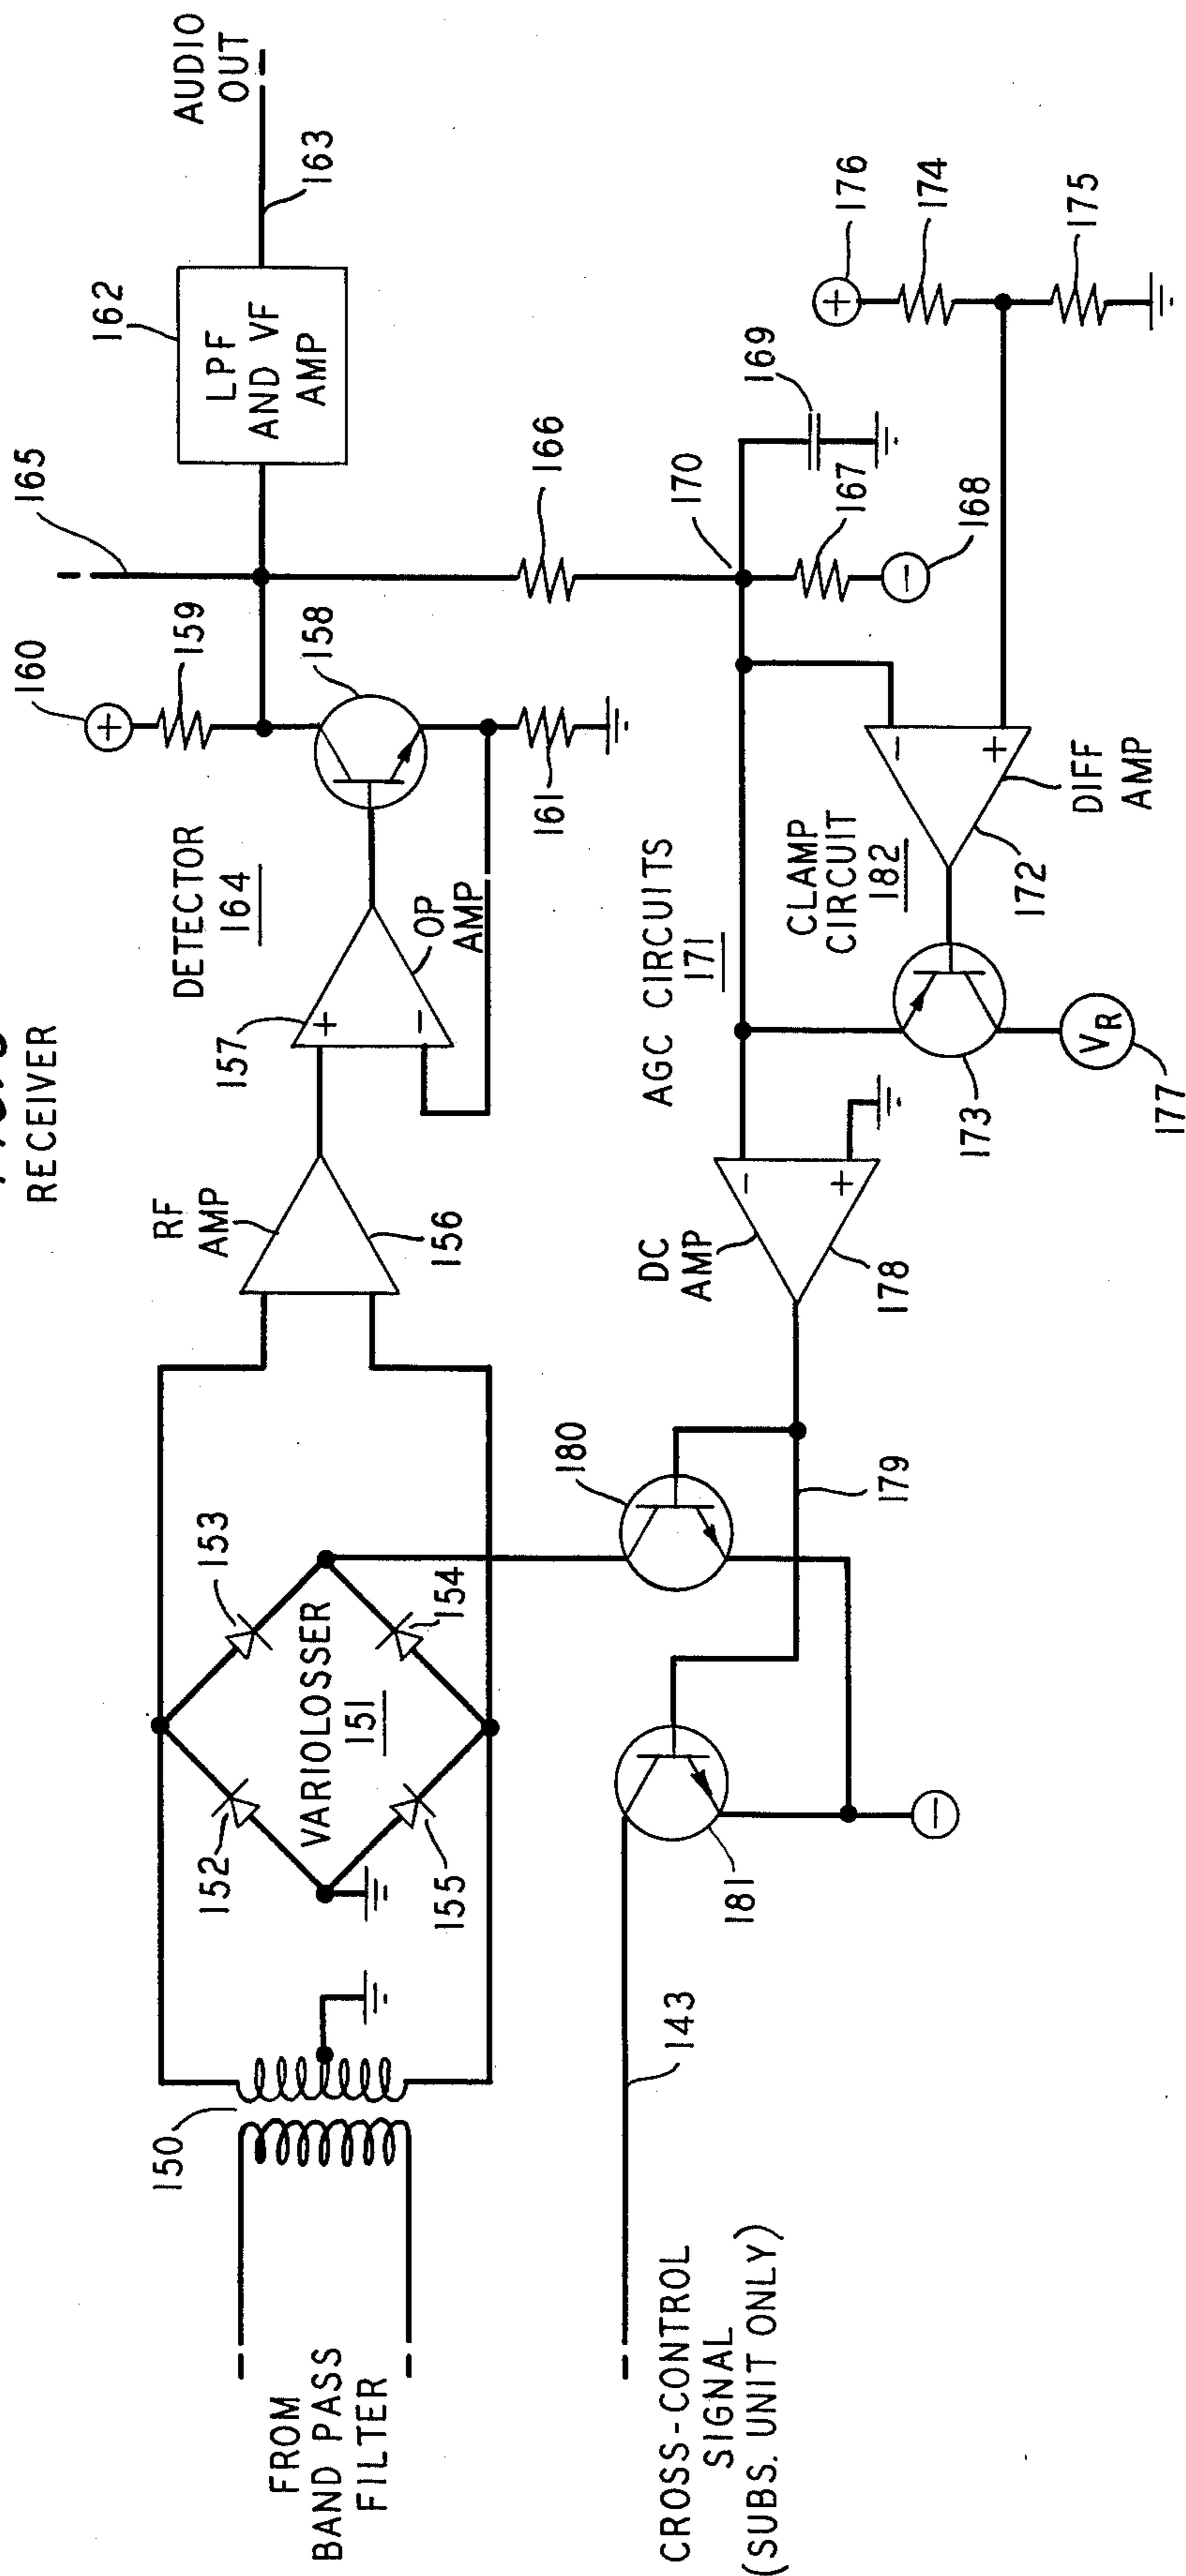 RECEIVER
FROM
BAND PASS
FILTER
150
152
153
VARIOLOSSER
151
154
155
RF
AMP
156
157
+
−
OP
AMP
DETECTOR
164
160
+
159
158
161
165
162
LPF
AND VF
AMP
163
AUDIO
OUT
166
170
169
167
168
−
176
+
174
175
AGC CIRCUITS
171
CLAMP
CIRCUIT
182
−
+
172
DIFF
AMP
173
VR
177
DC
AMP
−
+
178
179
180
181
−
143
CROSS-CONTROL
SIGNAL
(SUBS. UNIT ONLY)